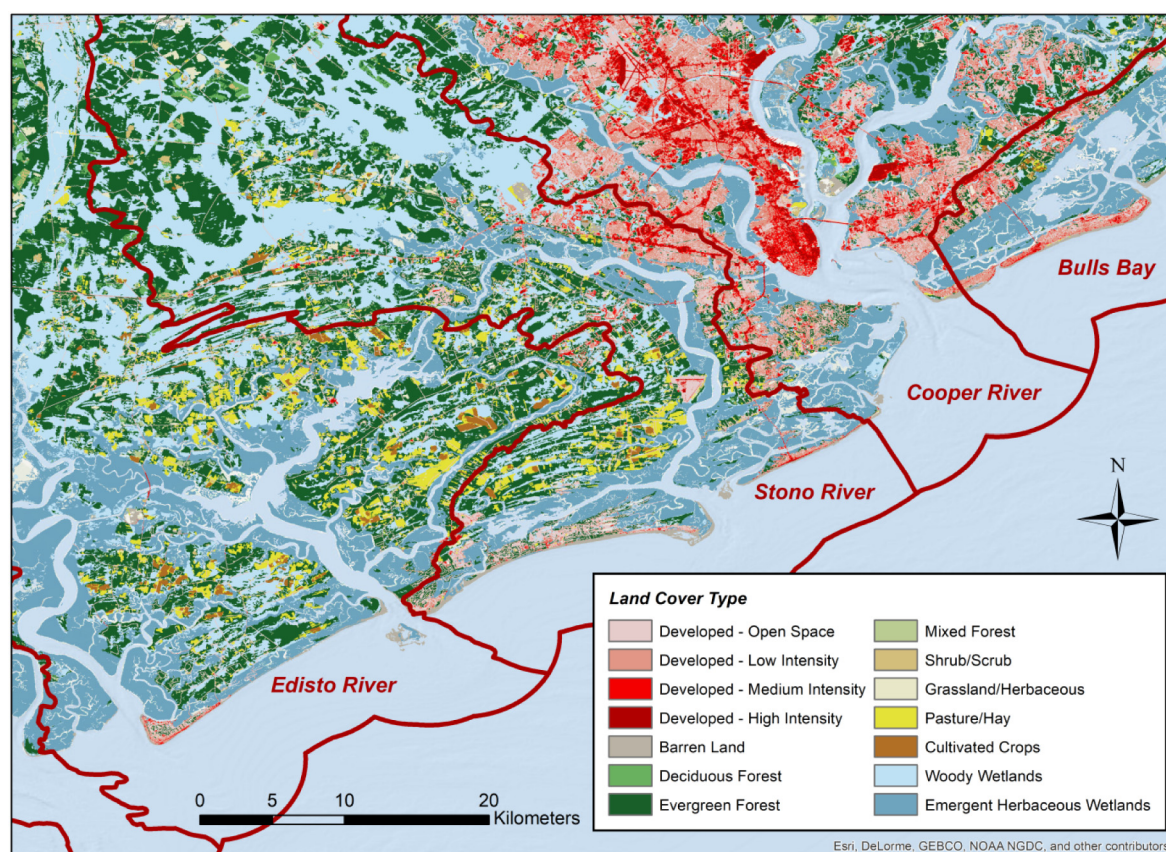 Bulls Bay
Cooper River
Stono River
Edisto River
N
Land Cover Type
Developed - Open Space
Developed - Low Intensity
Developed - Medium Intensity
Developed - High Intensity
Barren Land
Deciduous Forest
Evergreen Forest
Mixed Forest
Shrub/Scrub
Grassland/Herbaceous
Pasture/Hay
Cultivated Crops
Woody Wetlands
Emergent Herbaceous Wetlands
0 5 10 20
Kilometers
Esri, DeLorme, GEBCO, NOAA NGDC, and other contributors